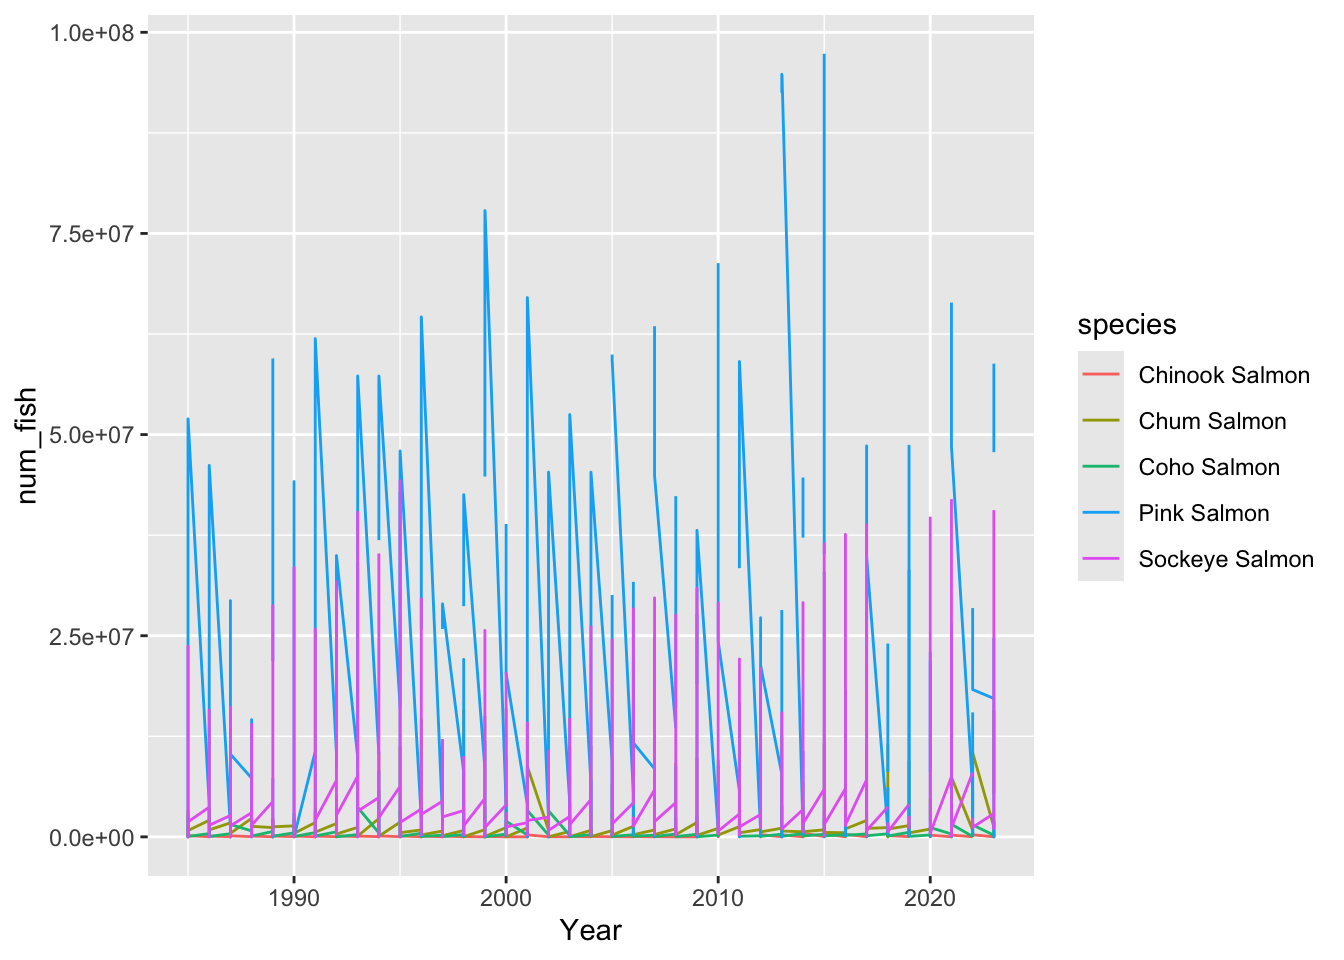 1.0e+08
7.5e+07
5.0e+07
2.5e+07
0.0e+00
num_fish
1990 2000 2010 2020
Year
species
Chinook Salmon
Chum Salmon
Coho Salmon
Pink Salmon
Sockeye Salmon